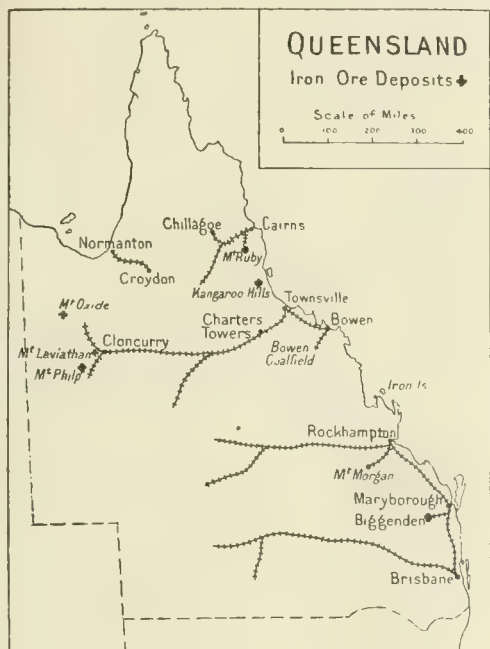 QUEENSLAND
Iron Ore Deposits
Scale of Miles
0 100 200 300 400
Chillagoe
Cairns
Normanton
Mt Ruby
Croydon
Kangaroo Hills
Mt Oxide
Townsville
Charters
Towers
Bowen
Cloncurry
Mt Leviathan
Bowen
Coalfield
Mt Philp
Iron Is
Rockhampton
Mt Morgan
Maryborough
Biggenden
Brisbane